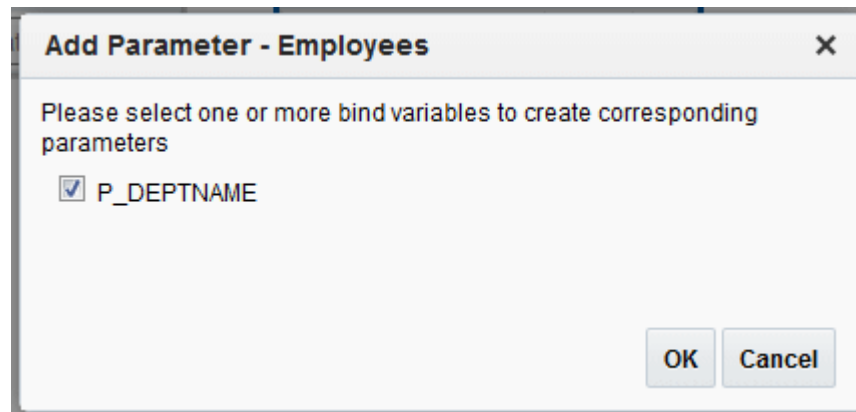 Add Parameter - Employees
Please select one or more bind variables to create corresponding
parameters
P_DEPTNAME
OK Cancel